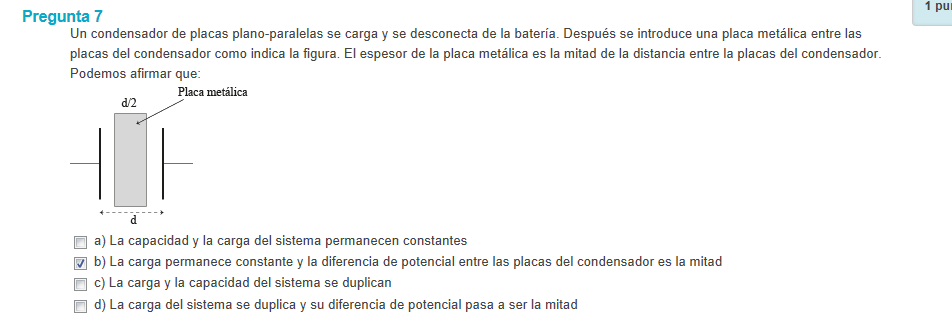 1 pu
Pregunta 7
Un condensador de placas plano-paralelas se carga y se desconecta de la batería. Después se introduce una placa metálica entre las
placas del condensador como indica la figura. El espesor de la placa metálica es la mitad de la distancia entre la placas del condensador.
Podemos afirmar que:
Placa metálica
d/2
d
a) La capacidad y la carga del sistema permanecen constantes
b) La carga permanece constante y la diferencia de potencial entre las placas del condensador es la mitad
c) La carga y la capacidad del sistema se duplican
d) La carga del sistema se duplica y su diferencia de potencial pasa a ser la mitad